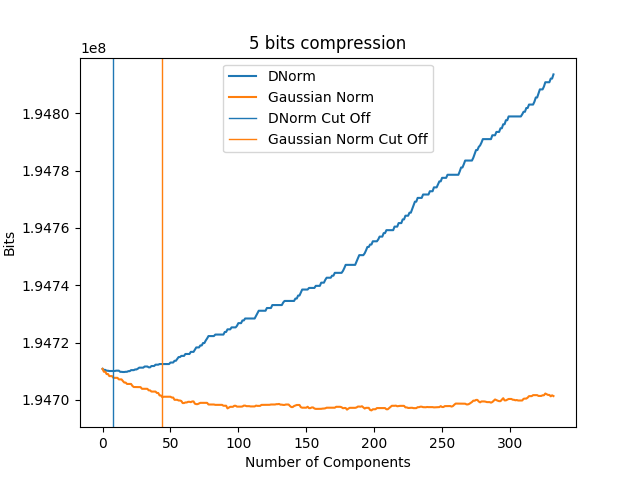 5 bits compression
1e8
DNorm
Gaussian Norm
DNorm Cut Off
Gaussian Norm Cut Off
1.9480
1.9478
1.9476
1.9474
1.9472
1.9470
Bits
0 50 100 150 200 250 300
Number of Components